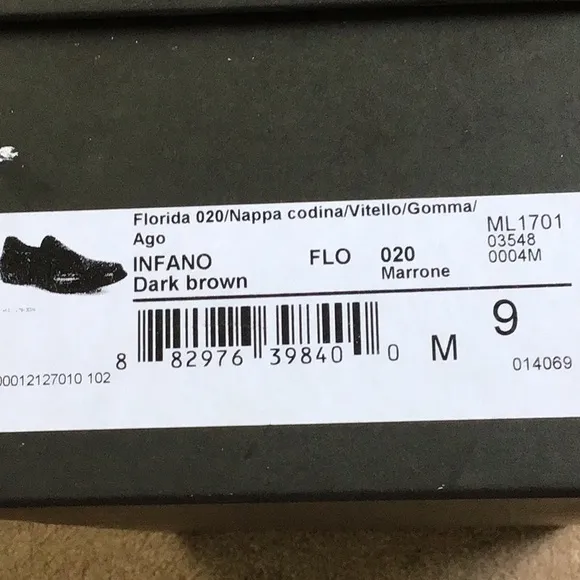 Florida 020/Nappa codina/Vitello/Gomma/
Ago
INFANO FLO 020
Dark brown Marrone
ML1701
03548
0004M
8 82976 39840 0 M 9
00012127010 102
014069